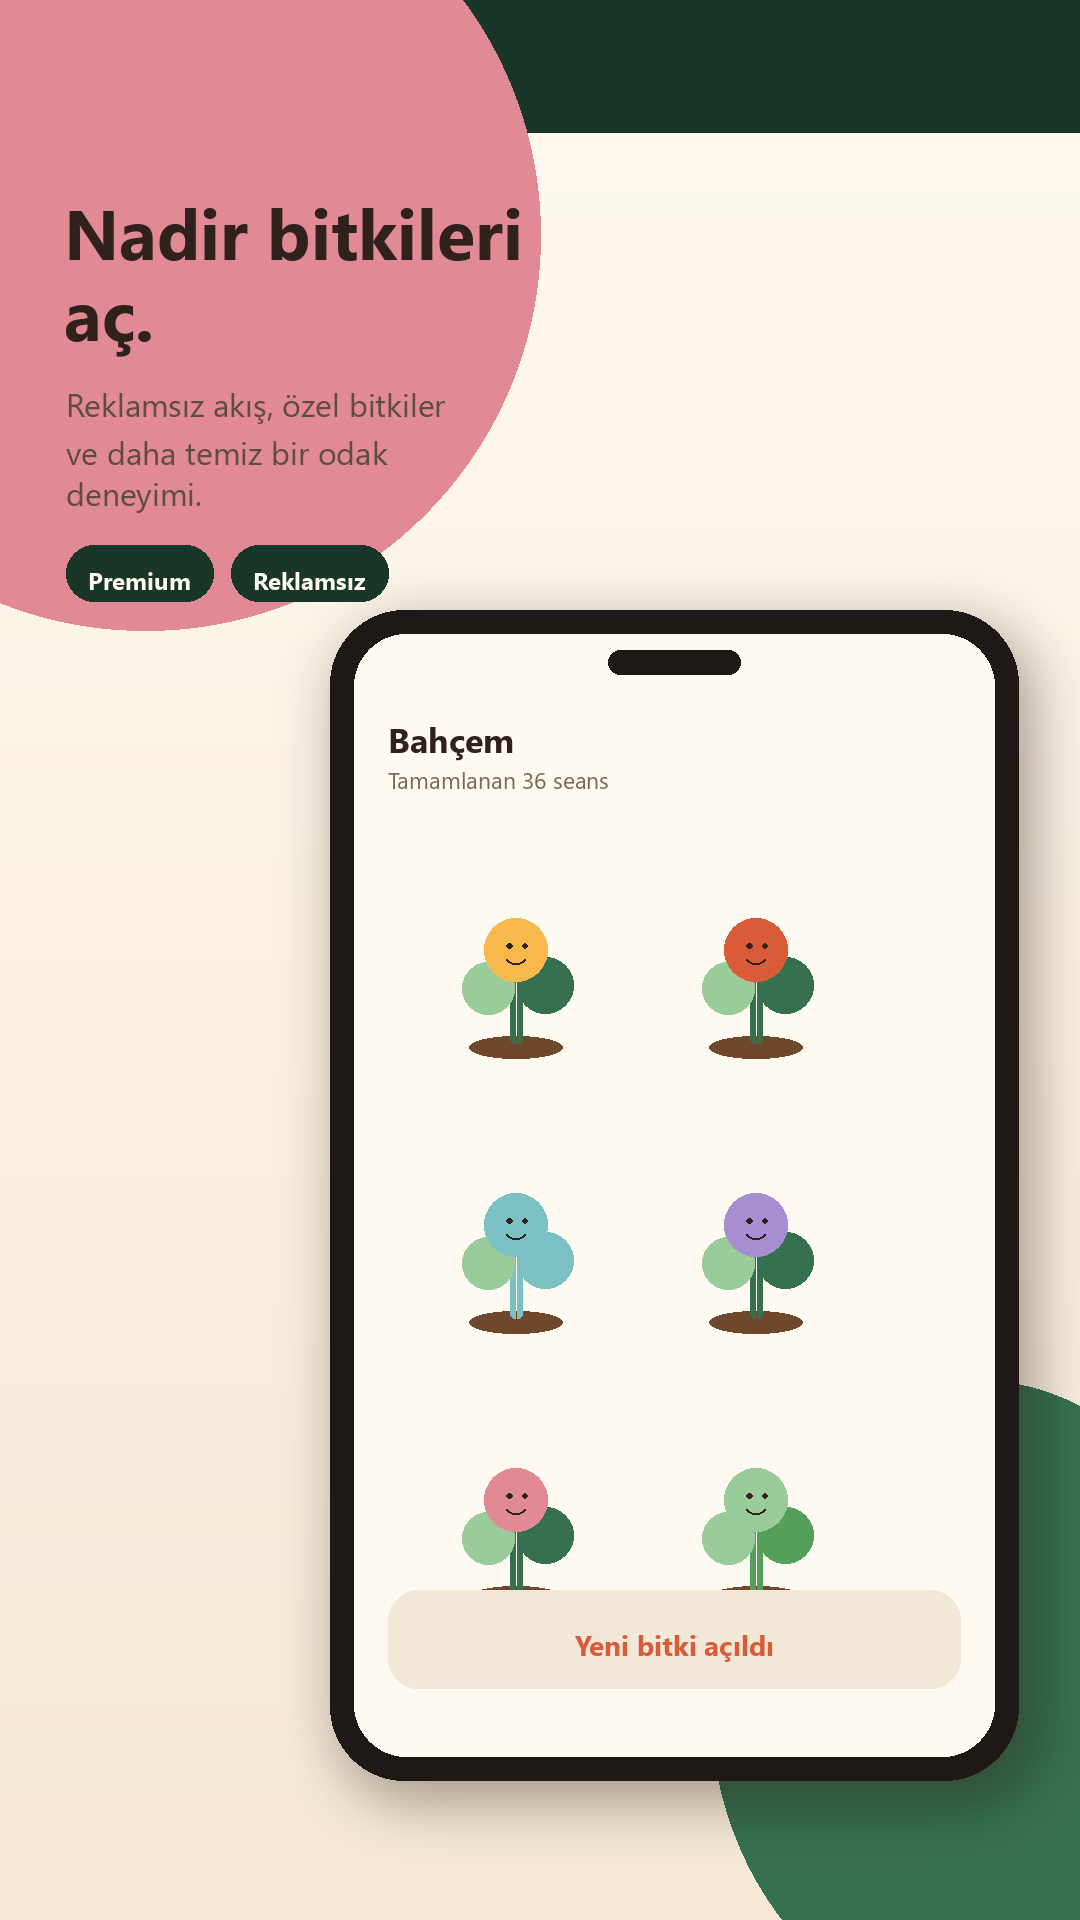 Nadir bitkileri
aç.
Reklamsız akış, özel bitkiler
ve daha temiz bir odak
deneyimi.
Premium
Reklamsız
Bahçem
Tamamlanan 36 seans
Yeni bitki açıldı